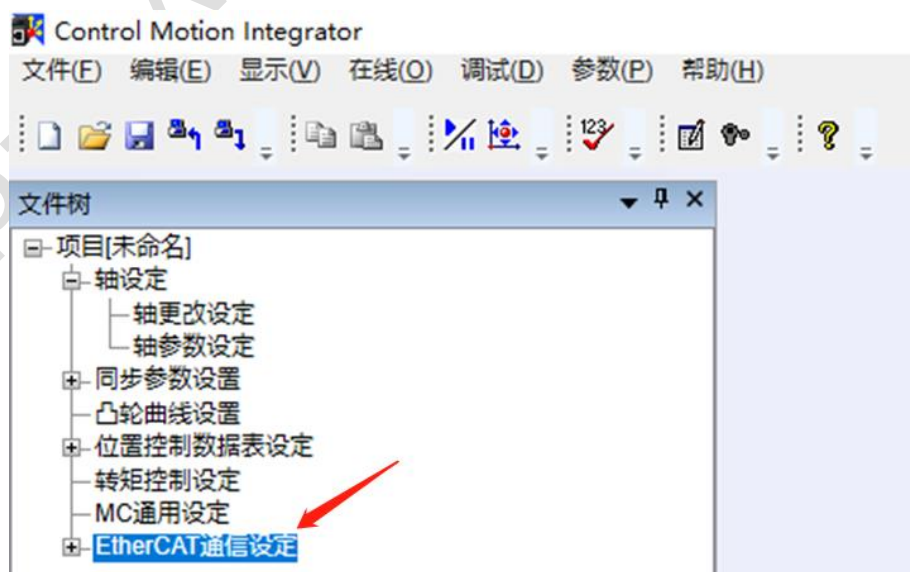 Control Motion Integrator
文件(F) 编辑(E) 显示(V) 在线(O) 调试(D) 参数(P) 帮助(H)
123
文件树
项目[未命名]
轴设定
轴更改设定
轴参数设定
同步参数设置
凸轮曲线设置
位置控制数据表设定
转矩控制设定
MC通用设定
EtherCAT通信设定